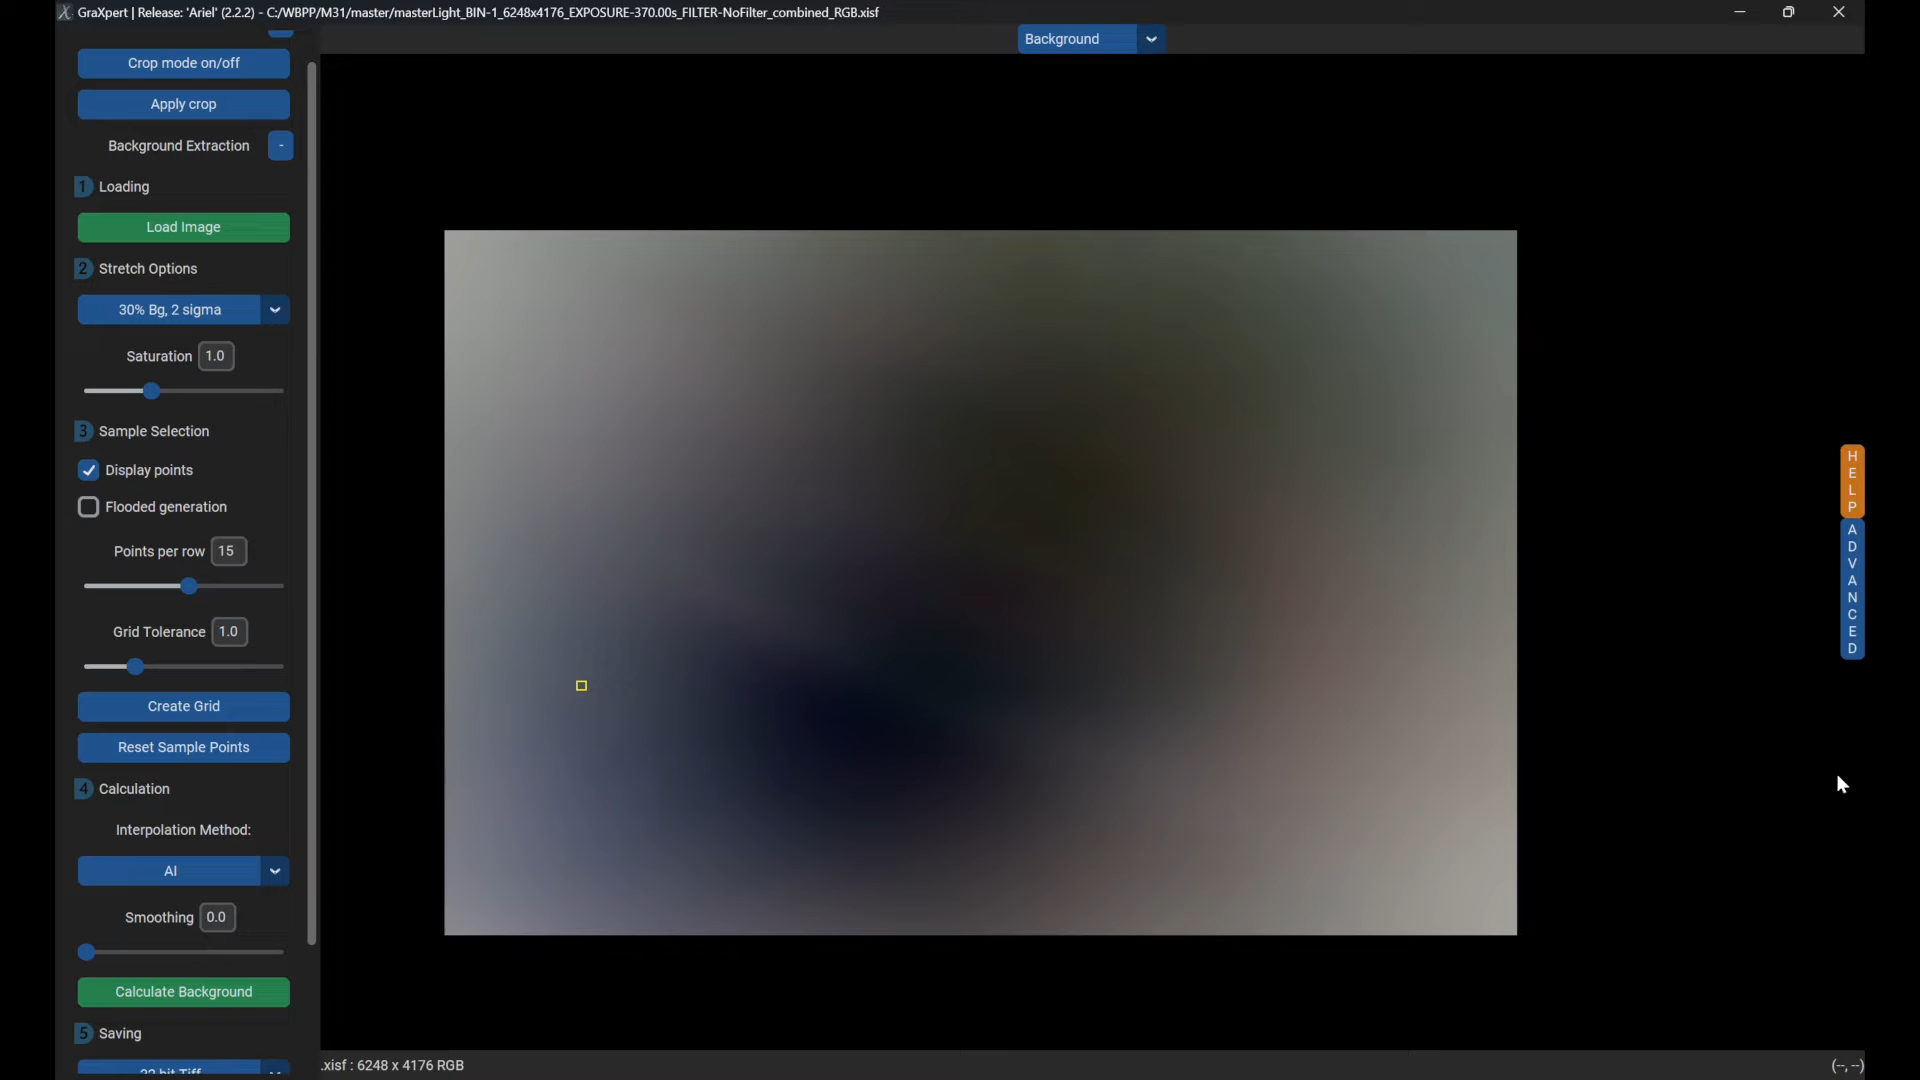 GraXpert | Release: 'Ariel' (2.2.2) - C:/WBPP/M31/master/masterLight_BIN-1_6248x4176_EXPOSURE-370.00s_FILTER-NoFilter_combined_RGB.xisf
Background
Crop mode on/off
Apply crop
Background Extraction -
1 Loading
Load Image
2 Stretch Options
30% Bg, 2 sigma
Saturation 1.0
3 Sample Selection
Display points
Flooded generation
Points per row 15
Grid Tolerance 1.0
Create Grid
Reset Sample Points
4 Calculation
Interpolation Method:
AI
Smoothing 0.0
Calculate Background
5 Saving
32 bit Tiff
HELP
ADVANCED
.xisf : 6248 x 4176 RGB
(--, --)